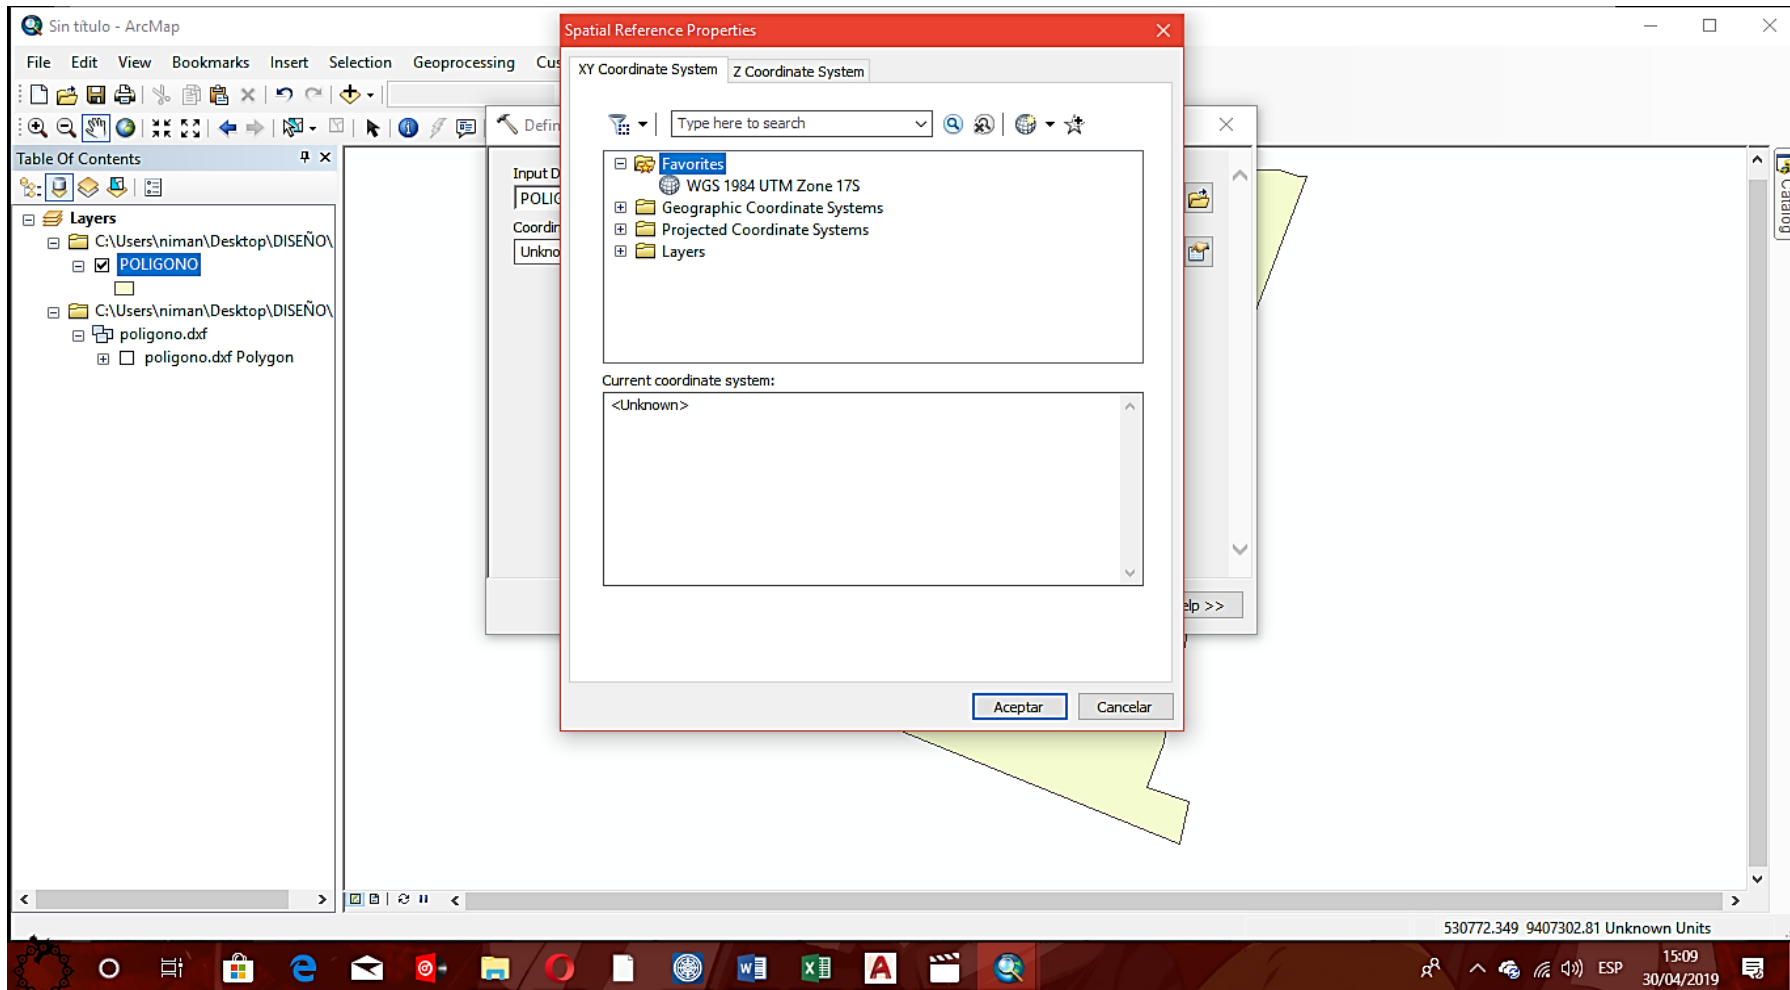 Sin título - ArcMap
File Edit View Bookmarks Insert Selection Geoprocessing Cus
Table Of Contents
Layers
C:\Users\niman\Desktop\DISEÑO\
POLIGONO
C:\Users\niman\Desktop\DISEÑO\
poligono.dxf
poligono.dxf Polygon
Defin
Input D
POLIG
Coordin
Unkno
elp >>
Spatial Reference Properties
XY Coordinate System Z Coordinate System
Type here to search
Favorites
WGS 1984 UTM Zone 17S
Geographic Coordinate Systems
Projected Coordinate Systems
Layers
Current coordinate system:
<Unknown>
Aceptar Cancelar
Catalog
530772.349 9407302.81 Unknown Units
ESP
15:09
30/04/2019